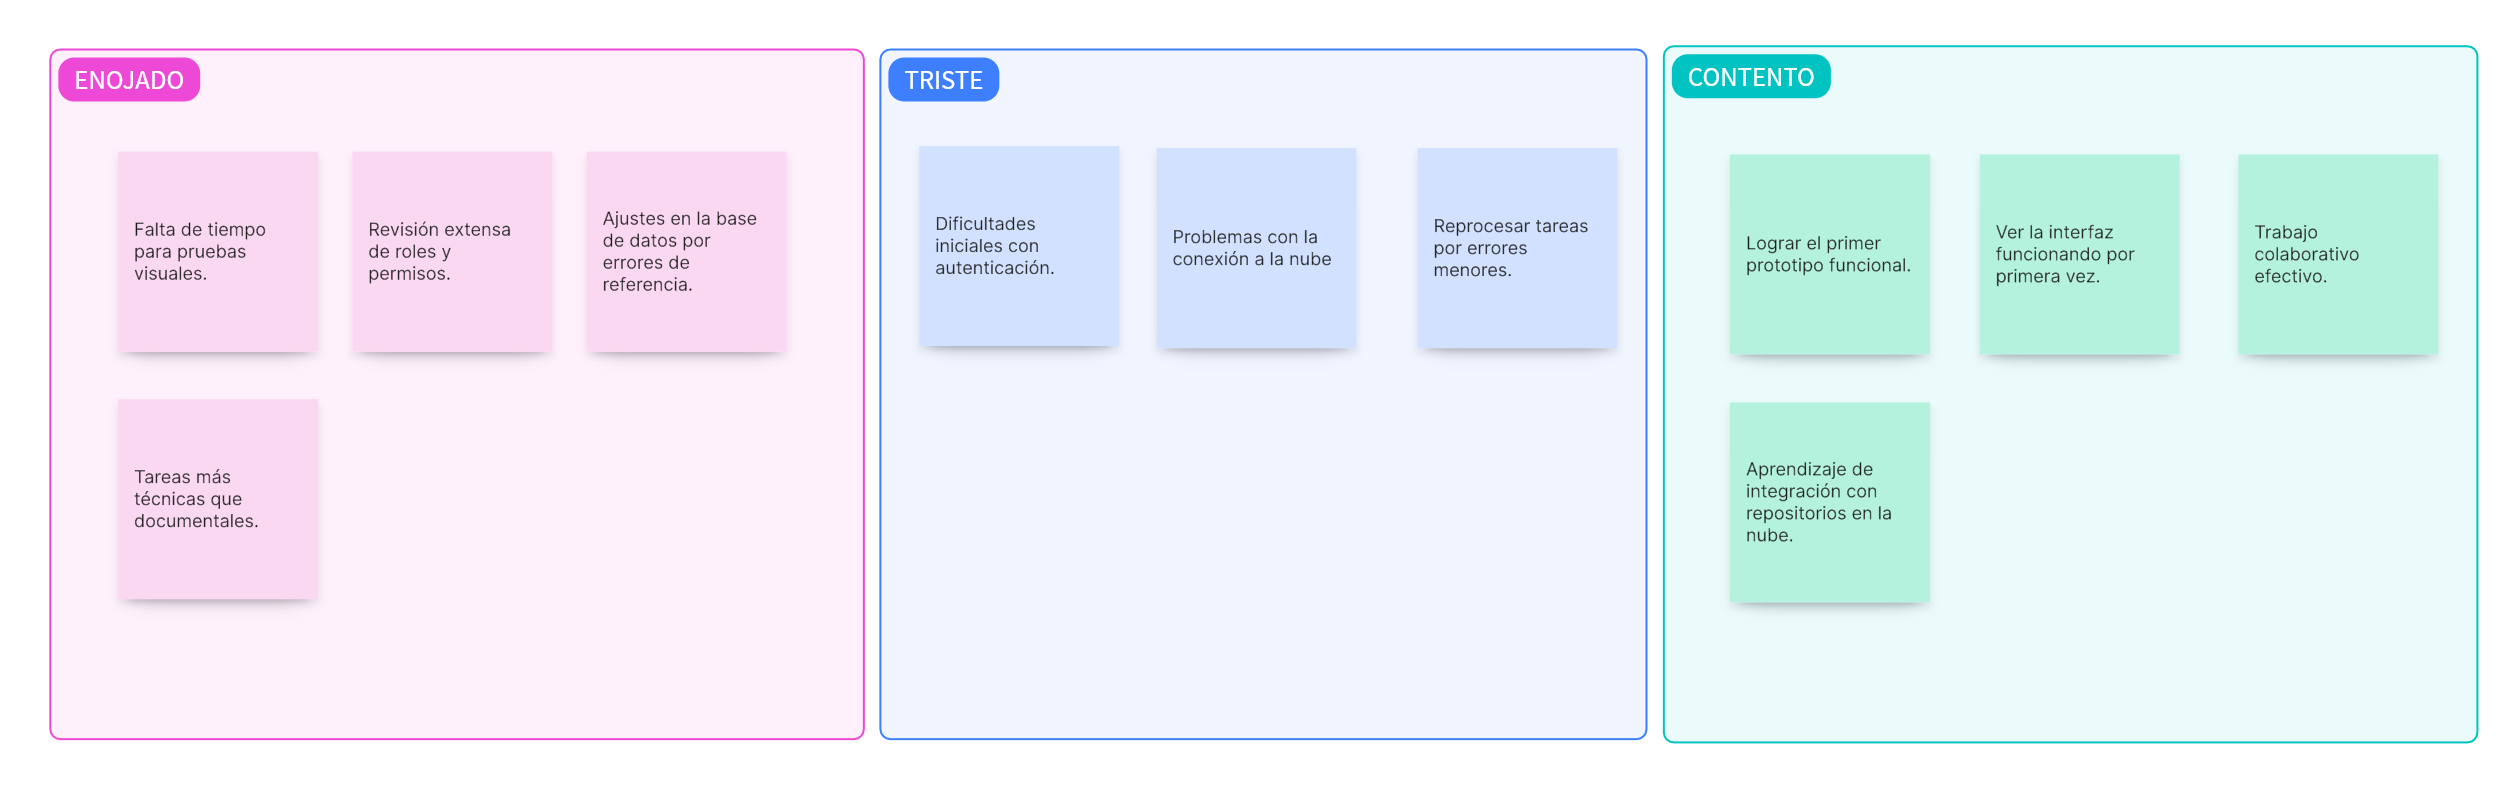 ENOJADO
Falta de tiempo
para pruebas
visuales.
Revisión extensa
de roles y
permisos.
Ajustes en la base
de datos por
errores de
referencia.
Tareas más
técnicas que
documentales.
TRISTE
Dificultades
iniciales con
autenticación.
Problemas con la
conexión a la nube
Reprocesar tareas
por errores
menores.
CONTENTO
Lograr el primer
prototipo funcional.
Ver la interfaz
funcionando por
primera vez.
Trabajo
colaborativo
efectivo.
Aprendizaje de
integración con
repositorios en la
nube.